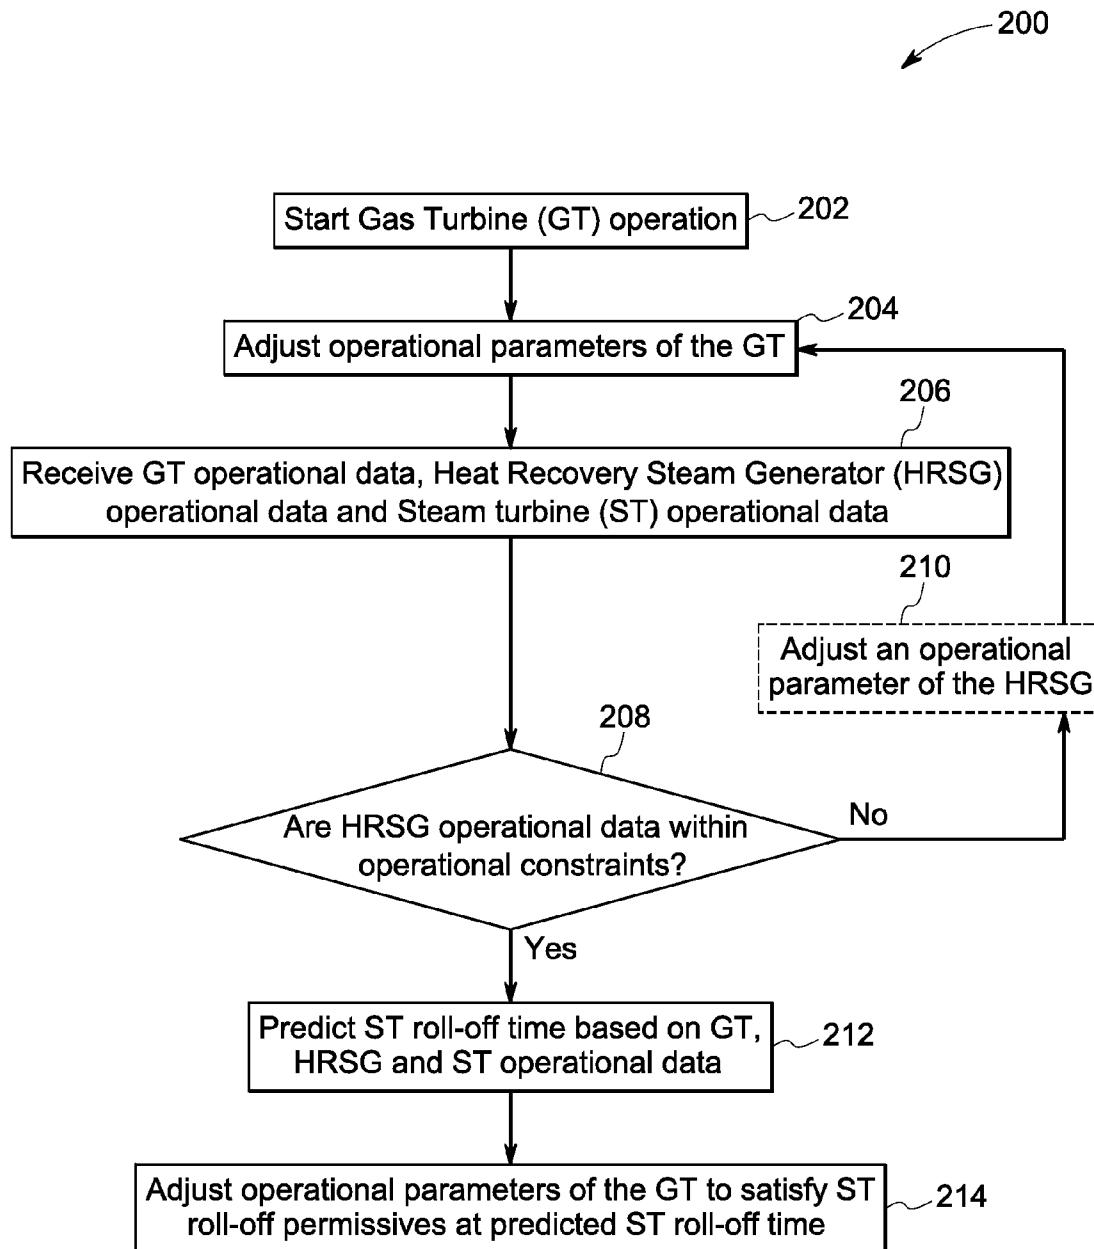 200
Start Gas Turbine (GT) operation
202
Adjust operational parameters of the GT
204
206
Receive GT operational data, Heat Recovery Steam Generator (HRSG)
operational data and Steam turbine (ST) operational data
210
Adjust an operational
parameter of the HRSG
208
Are HRSG operational data within
operational constraints?
No
Yes
Predict ST roll-off time based on GT,
HRSG and ST operational data
212
Adjust operational parameters of the GT to satisfy ST
roll-off permissives at predicted ST roll-off time
214